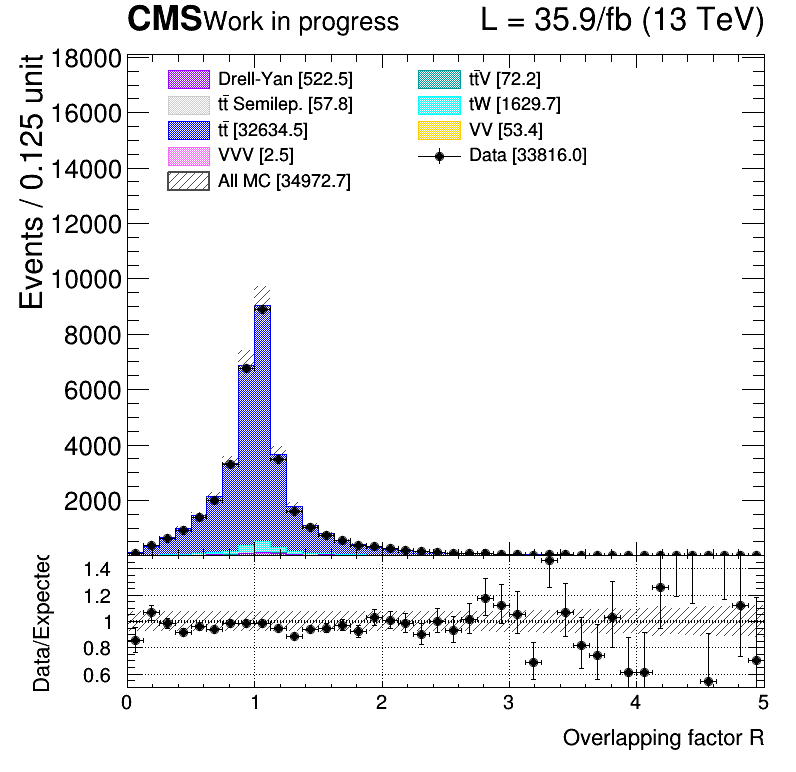 CMS Work in progress L = 35.9/fb (13 TeV)
Events / 0.125 unit
18000
16000
14000
12000
10000
8000
6000
4000
2000
Drell-Yan [522.5]
tt̄ Semilep. [57.8]
tt̄ [32634.5]
VVV [2.5]
All MC [34972.7]
tt̄V [72.2]
tW [1629.7]
VV [53.4]
Data [33816.0]
Data/Expected
1.4
1.2
1
0.8
0.6
0 1 2 3 4 5
Overlapping factor R